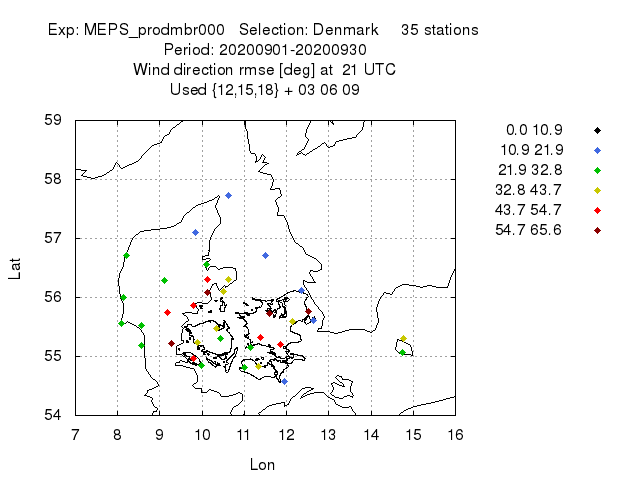 Exp: MEPS_prodmbr000 Selection: Denmark 35 stations
Period: 20200901-20200930
Wind direction rmse [deg] at 21 UTC
Used {12,15,18} + 03 06 09
59
58
57
56
55
54
Lat
7 8 9 10 11 12 13 14 15 16
Lon
0.0 10.9
10.9 21.9
21.9 32.8
32.8 43.7
43.7 54.7
54.7 65.6